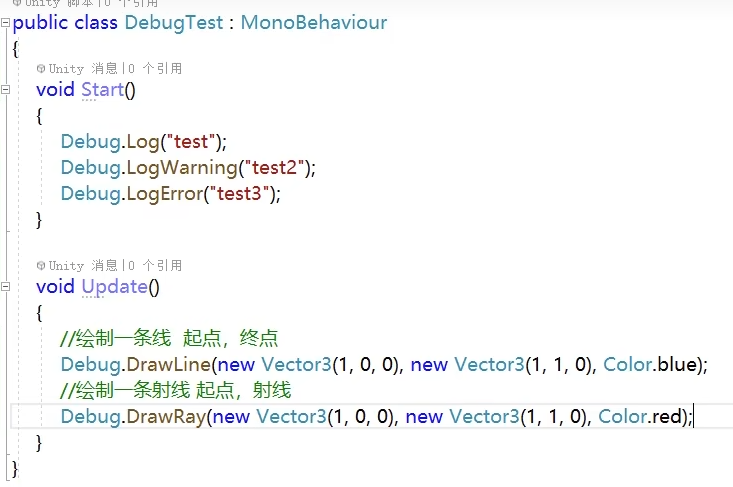 Unity 脚本|0 个引用
public class DebugTest : MonoBehaviour
{
Unity 消息|0 个引用
void Start()
{
Debug.Log("test");
Debug.LogWarning("test2");
Debug.LogError("test3");
}
Unity 消息|0 个引用
void Update()
{
//绘制一条线 起点，终点
Debug.DrawLine(new Vector3(1, 0, 0), new Vector3(1, 1, 0), Color.blue);
//绘制一条射线 起点，射线
Debug.DrawRay(new Vector3(1, 0, 0), new Vector3(1, 1, 0), Color.red);
}
}